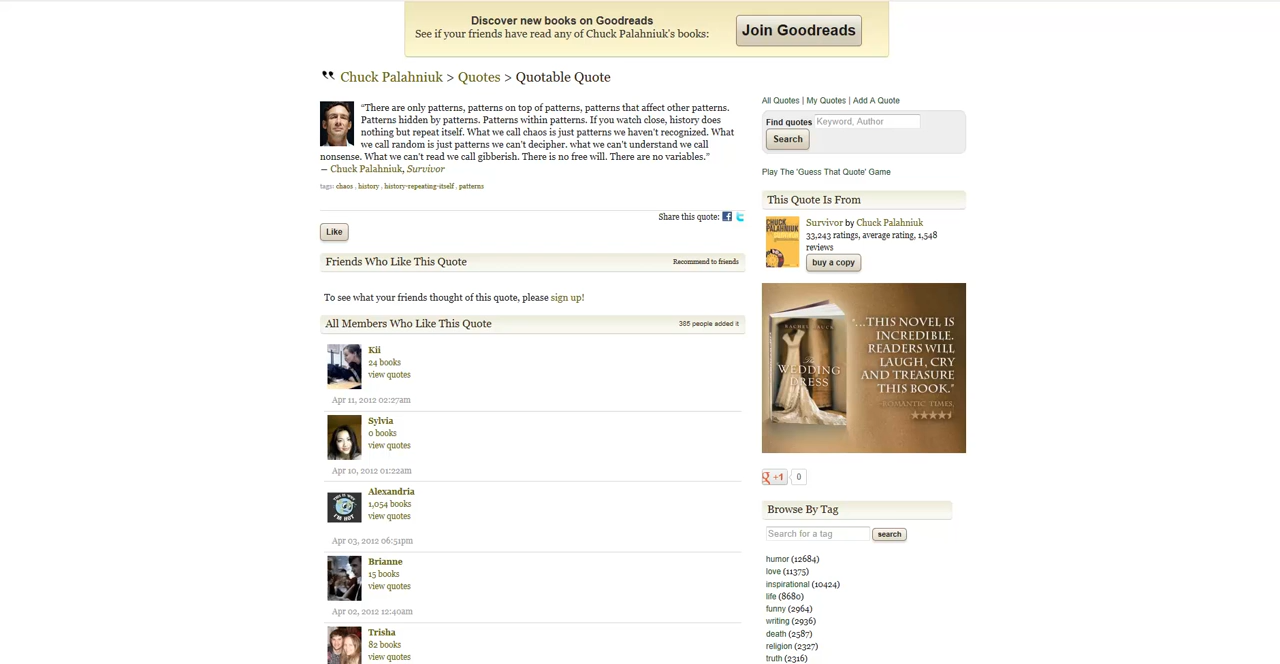 Discover new books on Goodreads
See if your friends have read any of Chuck Palahniuk's books:
Join Goodreads
" Chuck Palahniuk > Quotes > Quotable Quote
“There are only patterns, patterns on top of patterns, patterns that affect other patterns.
Patterns hidden by patterns. Patterns within patterns. If you watch close, history does
nothing but repeat itself. What we call chaos is just patterns we haven't recognized. What
we call random is just patterns we can't decipher. what we can't understand we call
nonsense. What we can't read we call gibberish. There is no free will. There are no variables.”
― Chuck Palahniuk, Survivor
tags: chaos , history , history-repeating-itself , patterns
Share this quote:
Like
Friends Who Like This Quote
Recommend to friends
To see what your friends thought of this quote, please sign up!
All Members Who Like This Quote
385 people added it
Kii
24 books
view quotes
Apr 11, 2012 02:27am
Sylvia
0 books
view quotes
Apr 10, 2012 01:22am
THIS IS WHY
I'M HOT
Alexandria
1,054 books
view quotes
Apr 03, 2012 06:51pm
Brianne
15 books
view quotes
Apr 02, 2012 12:40am
Trisha
82 books
view quotes
All Quotes | My Quotes | Add A Quote
Find quotes Keyword, Author
Search
Play The 'Guess That Quote' Game
This Quote Is From
CHUCK
PALAHNIUK
Survivor by Chuck Palahniuk
33,243 ratings, average rating, 1,548
reviews
buy a copy
RACHEL HAUCK
The
WEDDING
DRESS
"...THIS NOVEL IS
INCREDIBLE.
READERS WILL
LAUGH, CRY
AND TREASURE
THIS BOOK."
–ROMANTIC TIMES,
+1 0
Browse By Tag
Search for a tag search
humor (12684)
love (11375)
inspirational (10424)
life (8680)
funny (2964)
writing (2936)
death (2587)
religion (2327)
truth (2316)